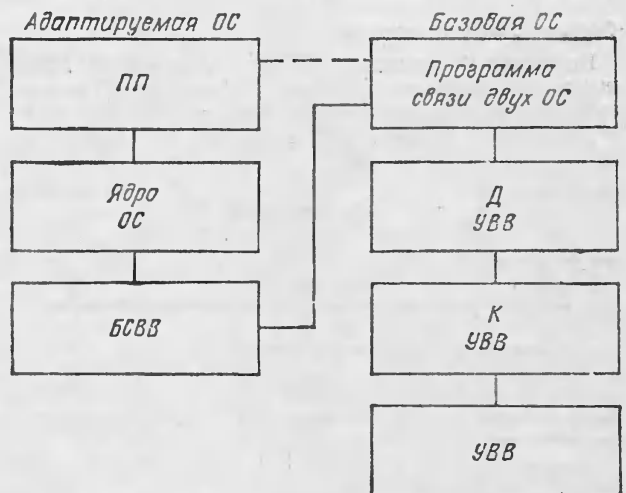 Адаптируемая ОС
ПП
Ядро
ОС
БСВВ
Базовая ОС
Программа
связи двух ОС
Д
УВВ
К
УВВ
УВВ